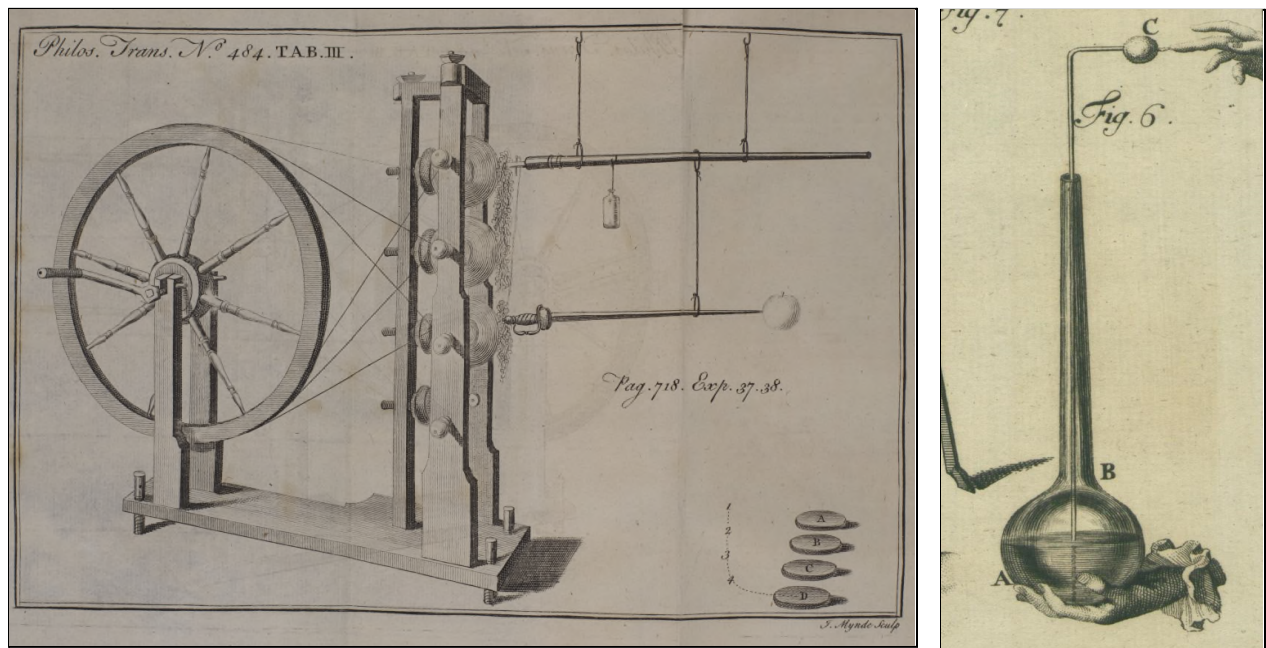 Philos. Trans. N.º 484. TAB.III.
Pag. 718. Exp. 37. 38.
1
2
3
4
A
B
C
D
J. Mynde Sculp
Fig. 7.
C
Fig. 6.
B
A